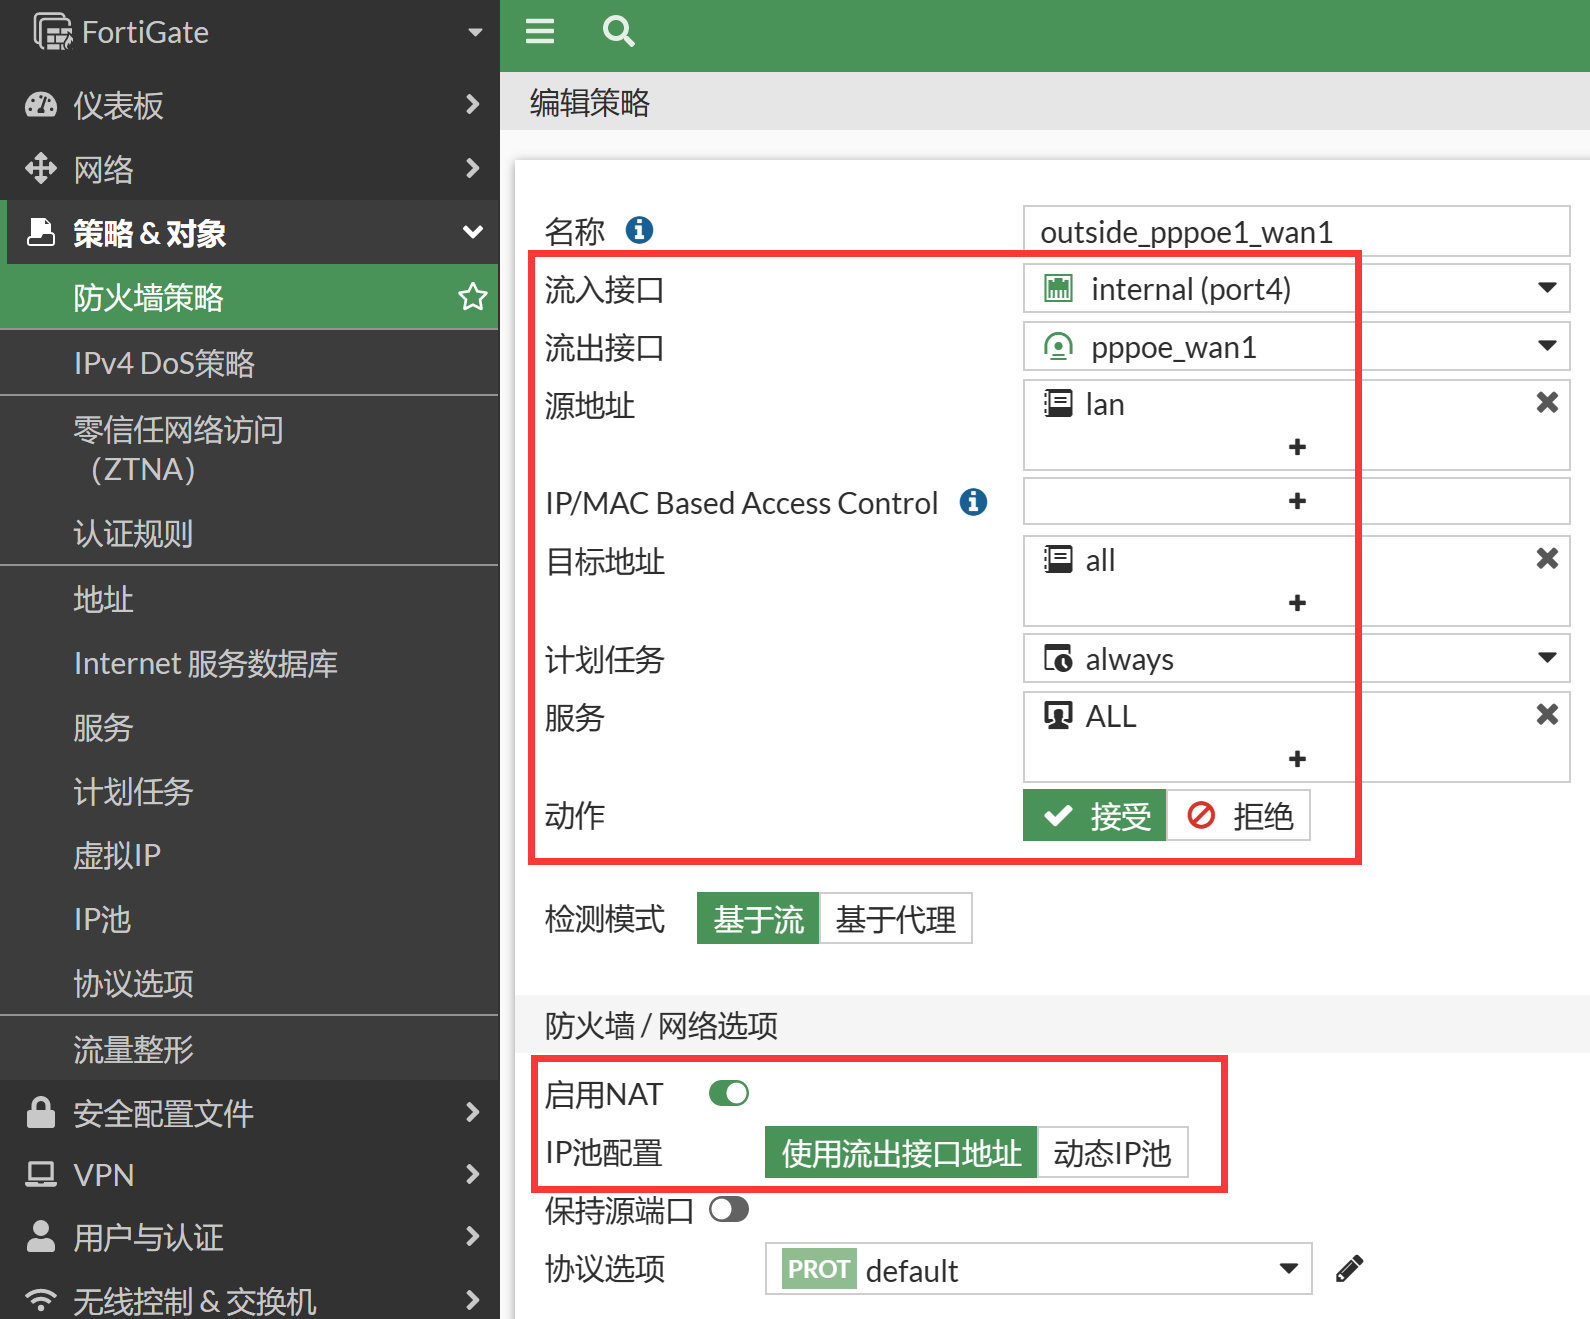 FortiGate
仪表板
网络
策略 & 对象
防火墙策略
IPv4 DoS策略
零信任网络访问
（ZTNA）
认证规则
地址
Internet 服务数据库
服务
计划任务
虚拟IP
IP池
协议选项
流量整形
安全配置文件
VPN
用户与认证
无线控制 & 交换机
编辑策略
名称 outside_pppoe1_wan1
流入接口 internal (port4)
流出接口 pppoe_wan1
源地址 lan
+
IP/MAC Based Access Control +
目标地址 all
+
计划任务 always
服务 ALL
+
动作 接受 拒绝
检测模式 基于流 基于代理
防火墙 / 网络选项
启用NAT
IP池配置 使用流出接口地址 动态IP池
保持源端口
协议选项 PROT default